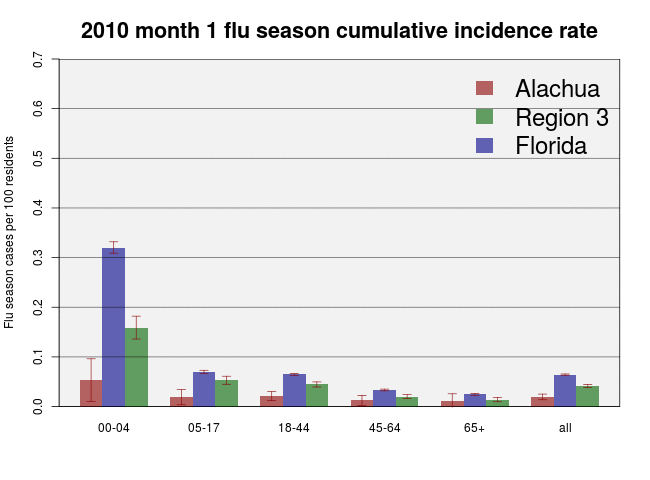 2010 month 1 flu season cumulative incidence rate
Flu season cases per 100 residents
0.7
0.6
0.5
0.4
0.3
0.2
0.1
0.0
Alachua
Region 3
Florida
00-04 05-17 18-44 45-64 65+ all